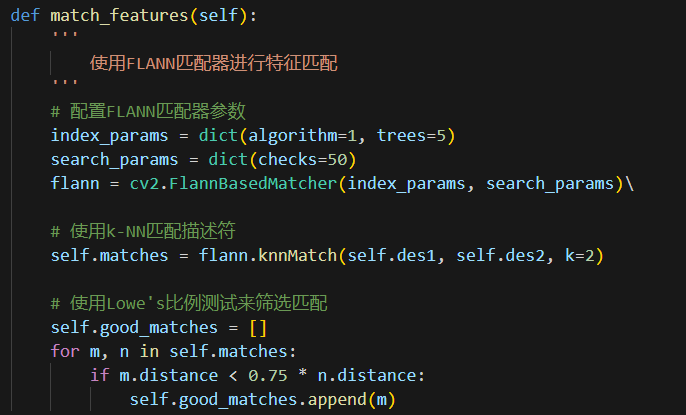 def match_features(self):
    '''
        使用FLANN匹配器进行特征匹配
    '''
    # 配置FLANN匹配器参数
    index_params = dict(algorithm=1, trees=5)
    search_params = dict(checks=50)
    flann = cv2.FlannBasedMatcher(index_params, search_params)\
    # 使用k-NN匹配描述符
    self.matches = flann.knnMatch(self.des1, self.des2, k=2)
    # 使用Lowe's比例测试来筛选匹配
    self.good_matches = []
    for m, n in self.matches:
        if m.distance < 0.75 * n.distance:
            self.good_matches.append(m)